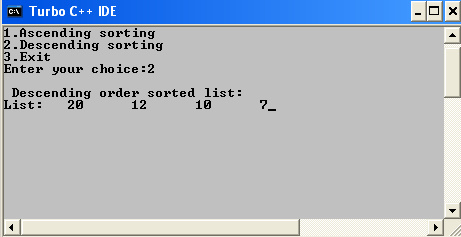 Turbo C++ IDE
1.Ascending sorting
2.Descending sorting
3.Exit
Enter your choice:2
Descending order sorted list:
List: 20 12 10 7_